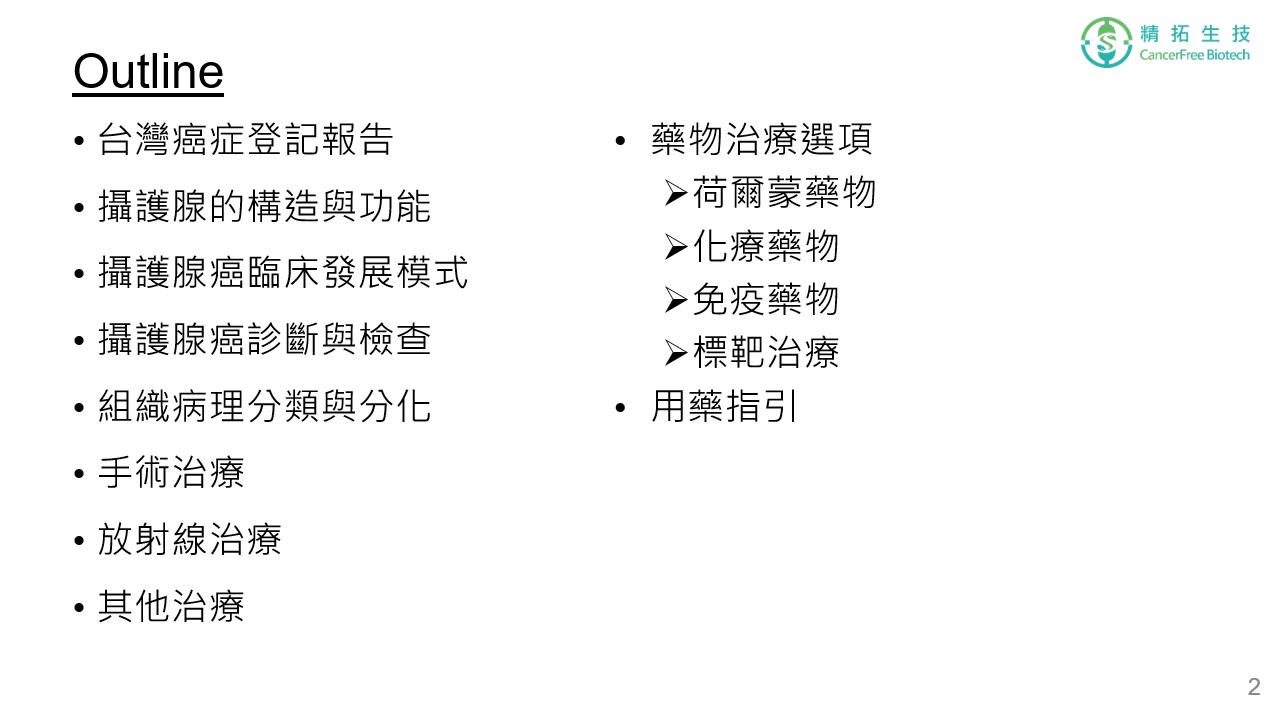 精拓生技
CancerFree Biotech
Outline
• 台灣癌症登記報告
• 攝護腺的構造與功能
• 攝護腺癌臨床發展模式
• 攝護腺癌診斷與檢查
• 組織病理分類與分化
• 手術治療
• 放射線治療
• 其他治療
• 藥物治療選項
➢荷爾蒙藥物
➢化療藥物
➢免疫藥物
➢標靶治療
• 用藥指引
2